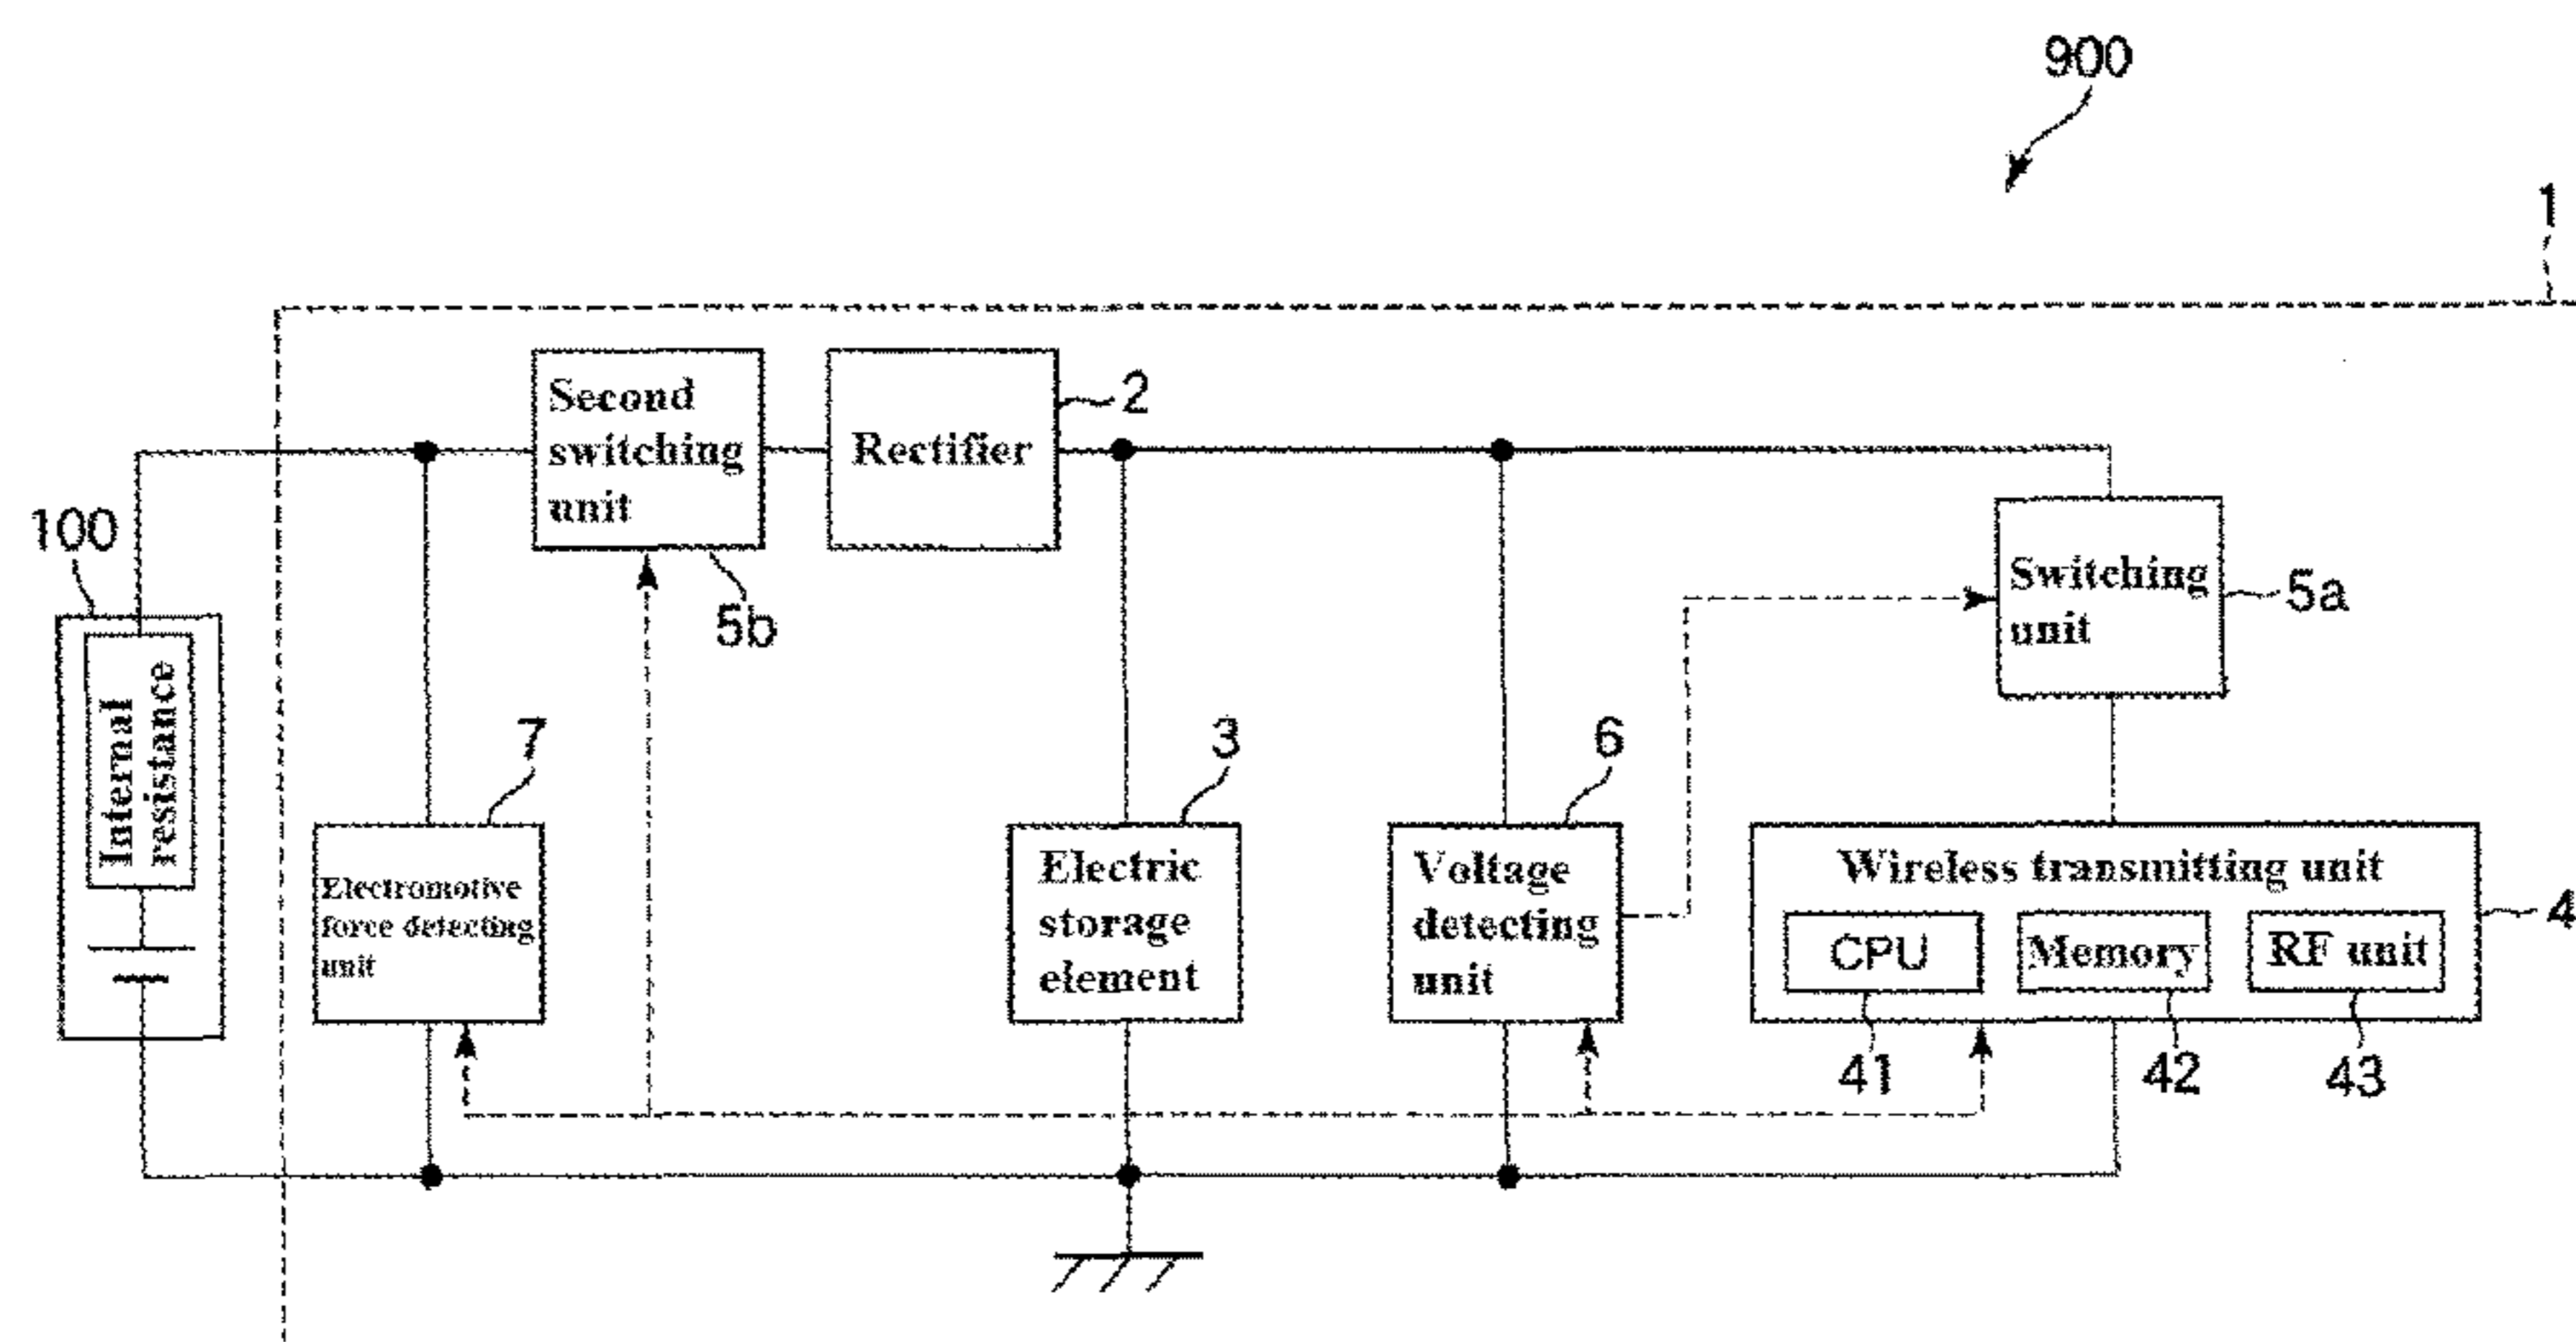 900
1
Second
switching
unit
5b
Rectifier
2
100
Internal
resistance
Switching
unit
5a
7
Electromotive
force detecting
unit
3
Electric
storage
element
6
Voltage
detecting
unit
Wireless transmitting unit
4
CPU
Memory
RF unit
41
42
43